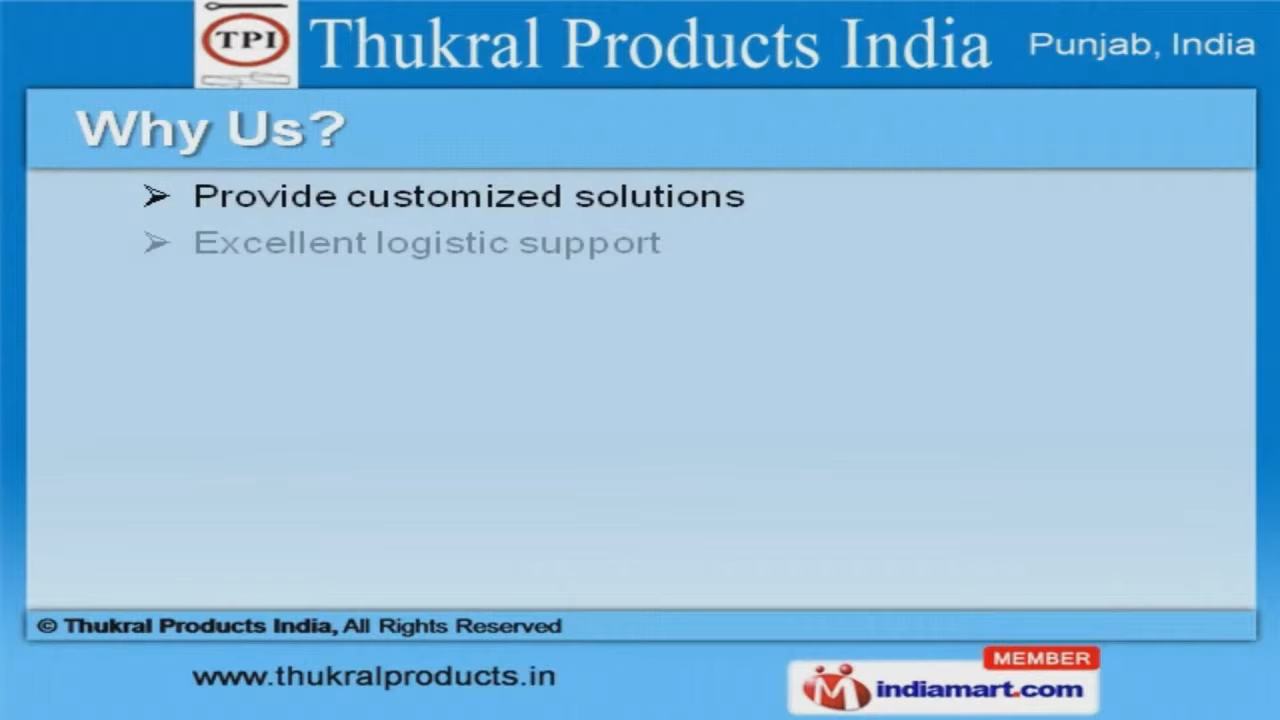 TPI
Thukral Products India
Punjab, India
Why Us?
➢ Provide customized solutions
➢ Excellent logistic support
© Thukral Products India, All Rights Reserved
www.thukralproducts.in
MEMBER
indiamart.com